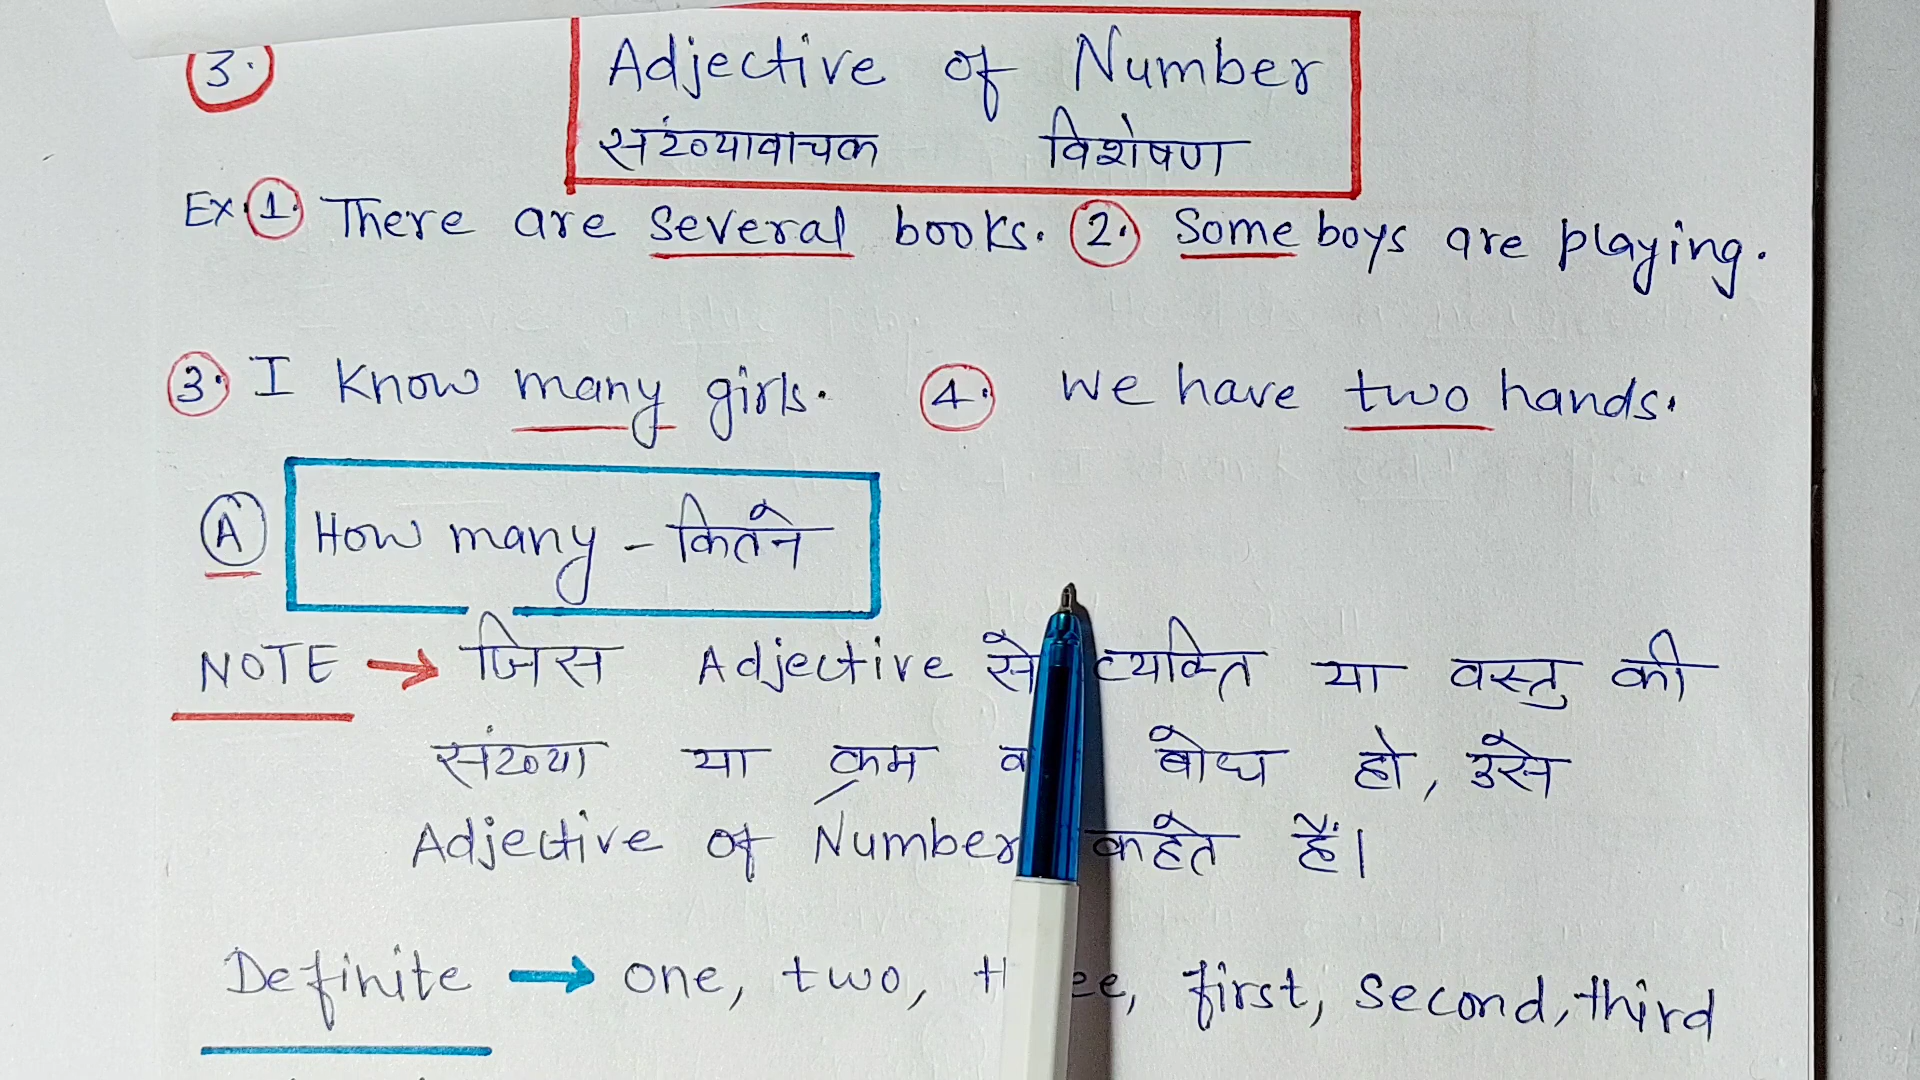 3. Adjective of Number
संख्यावाचक विशेषण
Ex. 1. There are several books. 2. Some boys are playing.
3. I know many girls. 4. We have two hands.
A How many - कितने
NOTE → जिस Adjective से व्यक्ति या वस्तु की
संख्या या क्रम बोध हो, उसे
Adjective of Number कहते हैं।
Definite → one, two, first, second, third